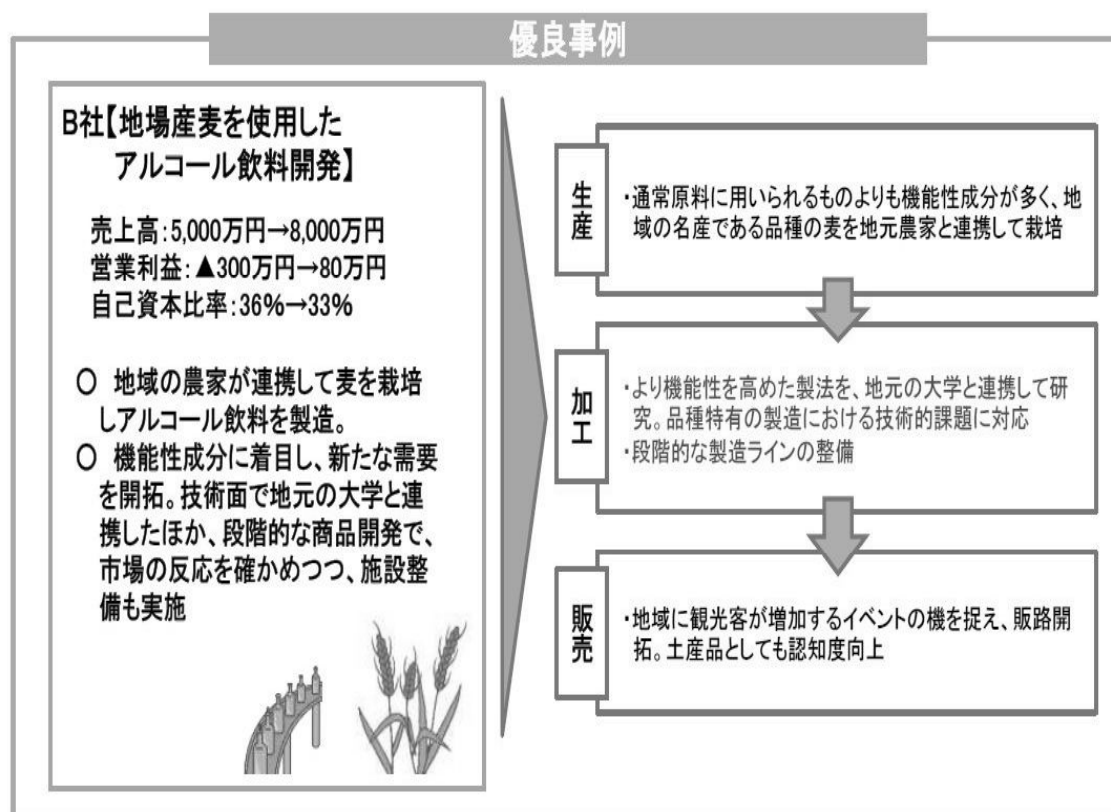 優良事例
B社【地場産麦を使用した
アルコール飲料開発】
売上高：5,000万円→8,000万円
営業利益：▲300万円→80万円
自己資本比率：36%→33%
○ 地域の農家が連携して麦を栽培
しアルコール飲料を製造。
○ 機能性成分に着目し、新たな需要
を開拓。技術面で地元の大学と連
携したほか、段階的な商品開発で、
市場の反応を確かめつつ、施設整
備も実施
生産
・通常原料に用いられるものよりも機能性成分が多く、地
域の名産である品種の麦を地元農家と連携して栽培
加工
・より機能性を高めた製法を、地元の大学と連携して研
究。品種特有の製造における技術的課題に対応
・段階的な製造ラインの整備
販売
・地域に観光客が増加するイベントの機を捉え、販路開
拓。土産品としても認知度向上